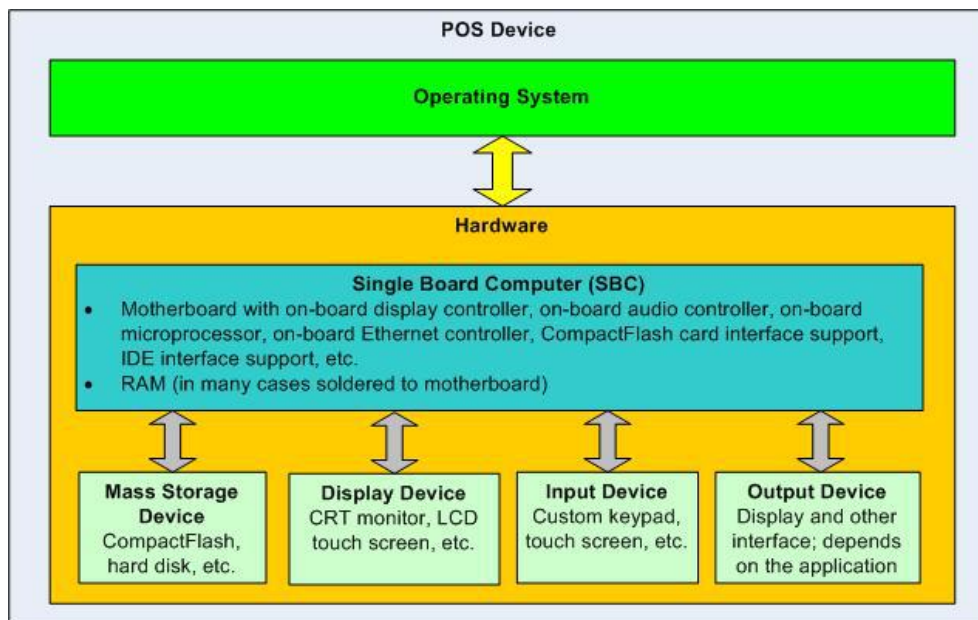 POS Device
Operating System
Hardware
Single Board Computer (SBC)
• Motherboard with on-board display controller, on-board audio controller, on-board
microprocessor, on-board Ethernet controller, CompactFlash card interface support,
IDE interface support, etc.
• RAM (in many cases soldered to motherboard)
Mass Storage
Device
CompactFlash,
hard disk, etc.
Display Device
CRT monitor, LCD
touch screen, etc.
Input Device
Custom keypad,
touch screen, etc.
Output Device
Display and other
interface; depends
on the application